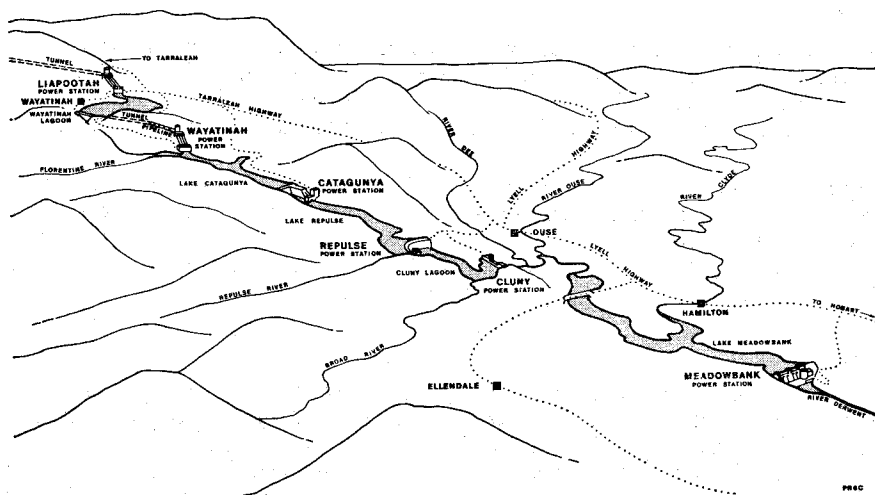 TO TARRALEAH
TUNNEL
LIAPOOTAH
POWER STATION
WAYATINAH
WAYATINAH
LAGOON
TUNNEL
PIPELINE
TARRALEAH HIGHWAY
WAYATINAH
POWER
STATION
FLORENTINE RIVER
LAKE CATAGUNYA
CATAGUNYA
POWER STATION
LAKE REPULSE
REPULSE
POWER STATION
RIVER DEE
LYELL HIGHWAY
RIVER OUSE
RIVER CLYDE
OUSE
LYELL HIGHWAY
CLUNY LAGOON
CLUNY
POWER STATION
REPULSE RIVER
BROAD RIVER
HAMILTON
TO HOBART
LAKE MEADOWBANK
MEADOWBANK
POWER STATION
ELLENDALE
RIVER DERWENT